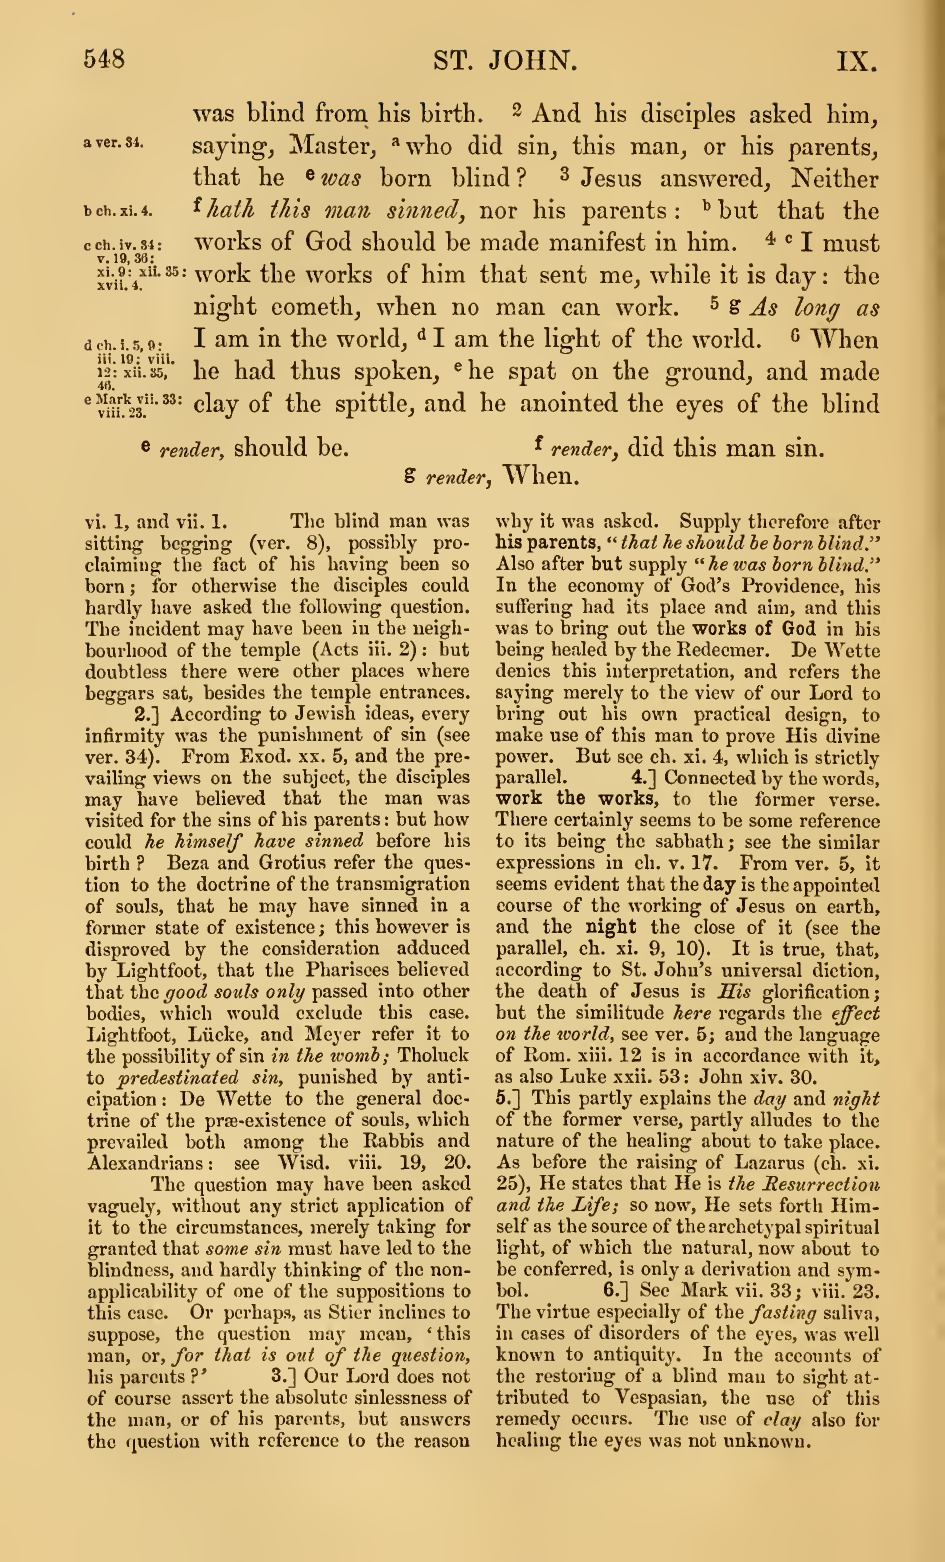 548 ST. JOHN. IX.
was blind from his birth. 2 And his disciples asked him,
a ver. 34.
saying, Master, a who did sin, this man, or his parents,
that he e was born blind? 3 Jesus answered, Neither
b ch. xi. 4.
f hath this man sinned, nor his parents: b but that the
c ch. iv. 34:
v. 19, 36:
xi. 9: xii. 35:
xvii. 4.
works of God should be made manifest in him. 4 c I must
work the works of him that sent me, while it is day: the
night cometh, when no man can work. 5 g As long as
d ch. i. 5, 9:
iii. 19: viii.
12: xii. 35,
46.
I am in the world, d I am the light of the world. 6 When
he had thus spoken, e he spat on the ground, and made
e Mark vii. 33:
viii. 23.
clay of the spittle, and he anointed the eyes of the blind
e render, should be. f render, did this man sin.
g render, When.
vi. 1, and vii. 1. The blind man was
sitting begging (ver. 8), possibly pro-
claiming the fact of his having been so
born; for otherwise the disciples could
hardly have asked the following question.
The incident may have been in the neigh-
bourhood of the temple (Acts iii. 2): but
doubtless there were other places where
beggars sat, besides the temple entrances.
2.] According to Jewish ideas, every
infirmity was the punishment of sin (see
ver. 34). From Exod. xx. 5, and the pre-
vailing views on the subject, the disciples
may have believed that the man was
visited for the sins of his parents: but how
could he himself have sinned before his
birth? Beza and Grotius refer the ques-
tion to the doctrine of the transmigration
of souls, that he may have sinned in a
former state of existence; this however is
disproved by the consideration adduced
by Lightfoot, that the Pharisees believed
that the good souls only passed into other
bodies, which would exclude this case.
Lightfoot, Lücke, and Meyer refer it to
the possibility of sin in the womb; Tholuck
to predestinated sin, punished by anti-
cipation: De Wette to the general doc-
trine of the præ-existence of souls, which
prevailed both among the Rabbis and
Alexandrians: see Wisd. viii. 19, 20.
The question may have been asked
vaguely, without any strict application of
it to the circumstances, merely taking for
granted that some sin must have led to the
blindness, and hardly thinking of the non-
applicability of one of the suppositions to
this case. Or perhaps, as Stier inclines to
suppose, the question may mean, ‘this
man, or, for that is out of the question,
his parents?’ 3.] Our Lord does not
of course assert the absolute sinlessness of
the man, or of his parents, but answers
the question with reference to the reason
why it was asked. Supply therefore after
his parents, “that he should be born blind.”
Also after but supply “he was born blind.”
In the economy of God’s Providence, his
suffering had its place and aim, and this
was to bring out the works of God in his
being healed by the Redeemer. De Wette
denies this interpretation, and refers the
saying merely to the view of our Lord to
bring out his own practical design, to
make use of this man to prove His divine
power. But see ch. xi. 4, which is strictly
parallel. 4.] Connected by the words,
work the works, to the former verse.
There certainly seems to be some reference
to its being the sabbath; see the similar
expressions in ch. v. 17. From ver. 5, it
seems evident that the day is the appointed
course of the working of Jesus on earth,
and the night the close of it (see the
parallel, ch. xi. 9, 10). It is true, that,
according to St. John’s universal diction,
the death of Jesus is His glorification;
but the similitude here regards the effect
on the world, see ver. 5; and the language
of Rom. xiii. 12 is in accordance with it,
as also Luke xxii. 53: John xiv. 30.
5.] This partly explains the day and night
of the former verse, partly alludes to the
nature of the healing about to take place.
As before the raising of Lazarus (ch. xi.
25), He states that He is the Resurrection
and the Life; so now, He sets forth Him-
self as the source of the archetypal spiritual
light, of which the natural, now about to
be conferred, is only a derivation and sym-
bol. 6.] See Mark vii. 33; viii. 23.
The virtue especially of the fasting saliva,
in cases of disorders of the eyes, was well
known to antiquity. In the accounts of
the restoring of a blind man to sight at-
tributed to Vespasian, the use of this
remedy occurs. The use of clay also for
healing the eyes was not unknown.